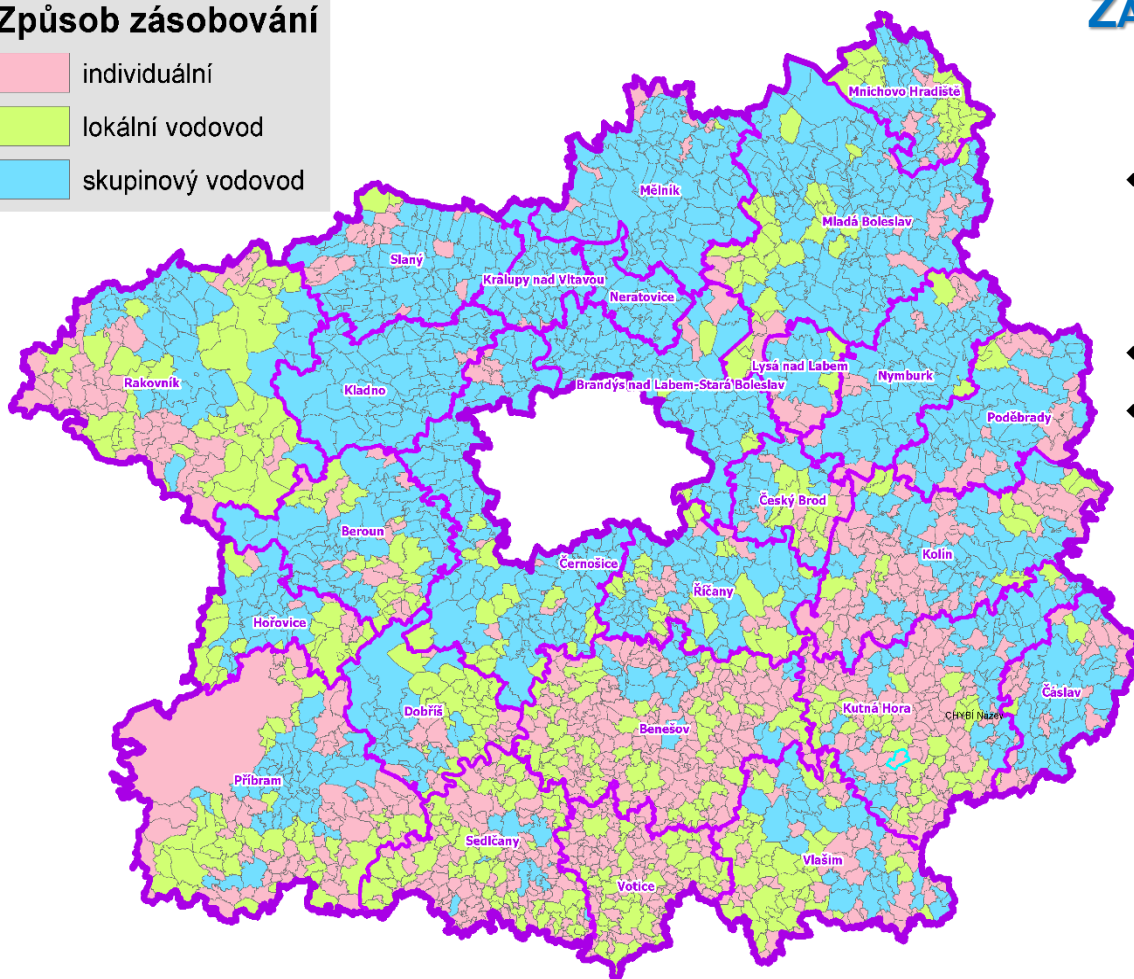 Způsob zásobování
ZÁ
individuální
lokální vodovod
skupinový vodovod
Mnichovo Hradiště
Mělník
Mladá Boleslav
Slaný
Kralupy nad Vltavou
Neratovice
Lysá nad Labem
Nymburk
Rakovník
Kladno
Brandýs nad Labem-Stará Boleslav
Poděbrady
Český Brod
Beroun
Kolín
Černošice
Říčany
Hořovice
Čáslav
Dobříš
Kutná Hora
CHYBÍ Název
Benešov
Příbram
Sedlčany
Vlašim
Votice